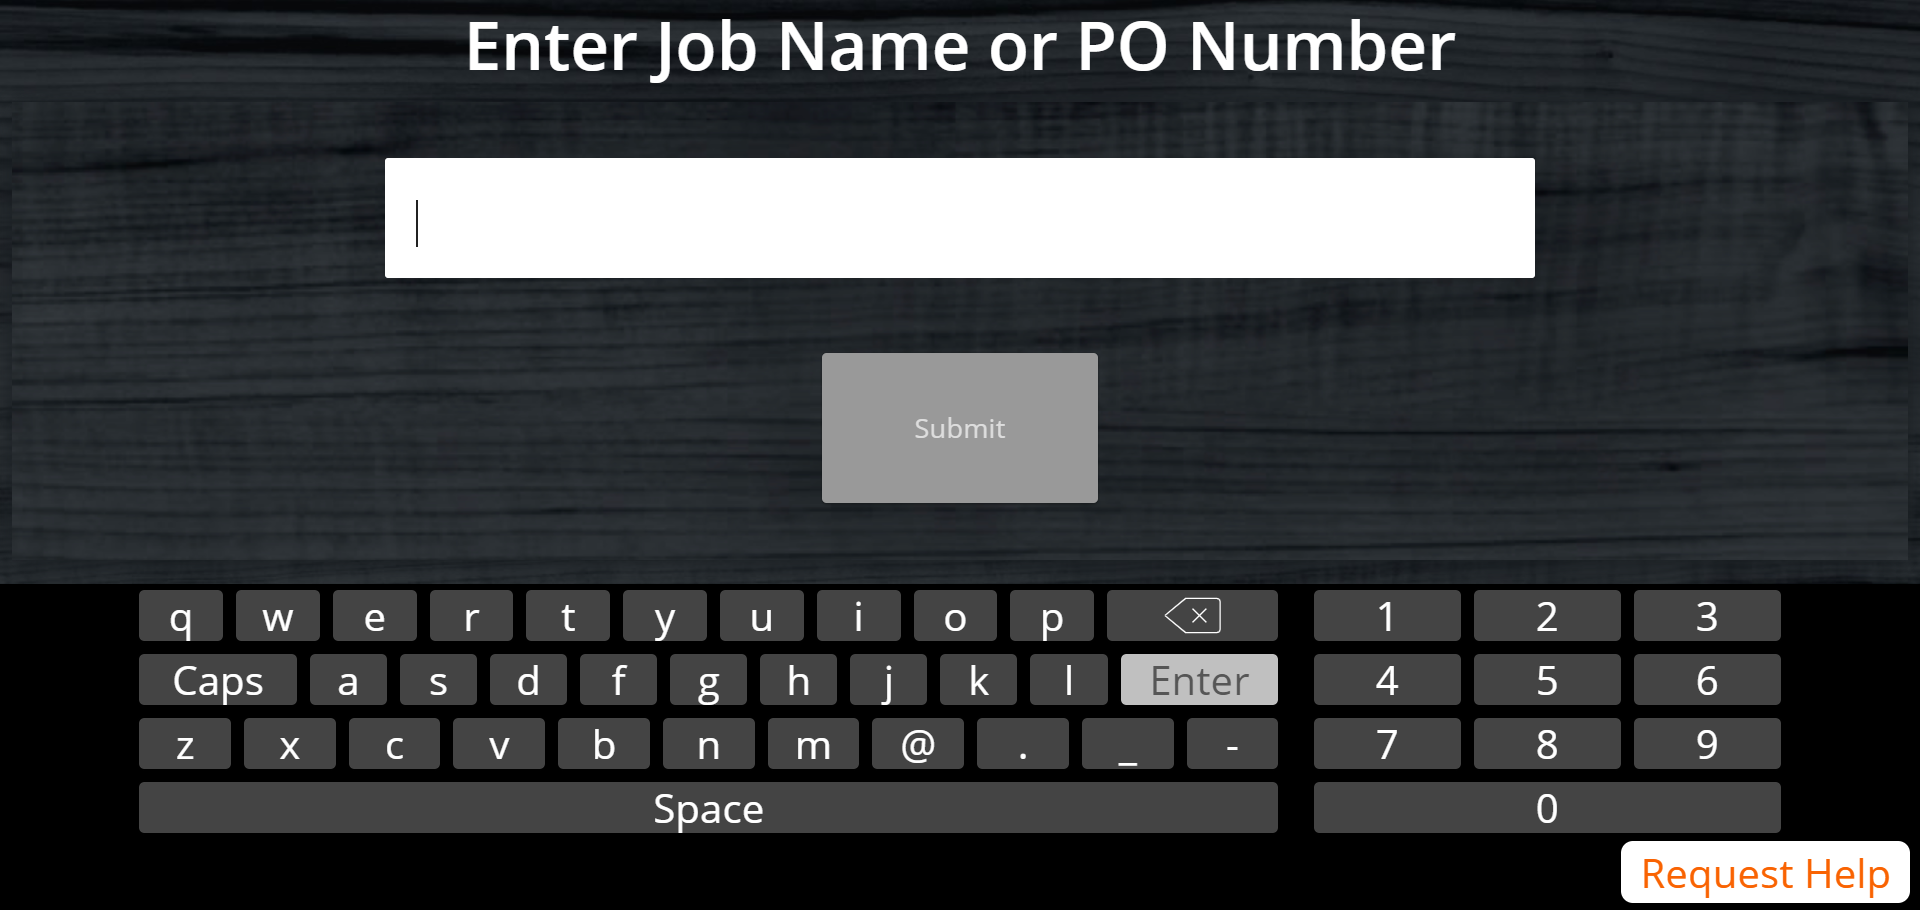 Enter Job Name or PO Number
Submit
q w e r t y u i o p 1 2 3
Caps a s d f g h j k l Enter 4 5 6
z x c v b n m @ . _ - 7 8 9
Space 0
Request Help